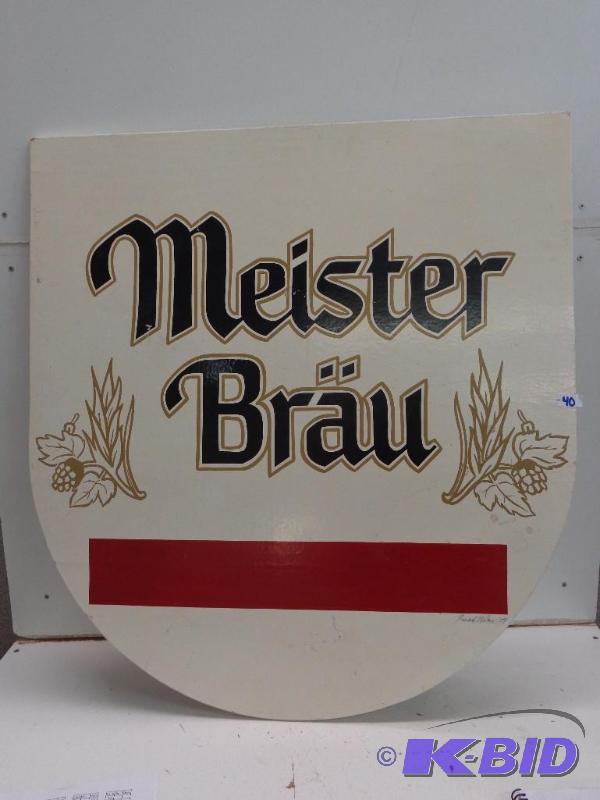 Meister
Bräu
40
© K-BID